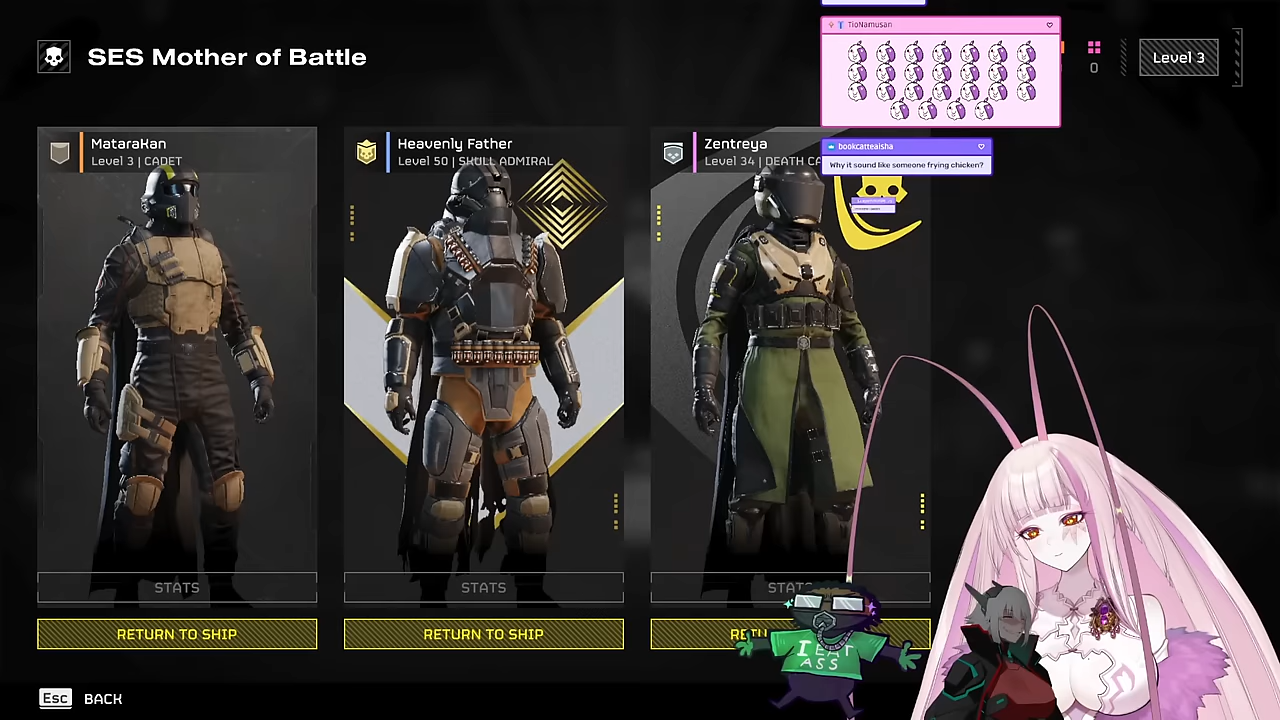 SES Mother of Battle
TioNamusan
0
Level 3
MataraKan
Level 3 | CADET
Heavenly Father
Level 50 | SKULL ADMIRAL
Zentreya
Level 34 | DEATH CA
bookcatteaisha
Why it sound like someone frying chicken?
STATS
STATS
STATS
RETURN TO SHIP
RETURN TO SHIP
RETU
I EAT
ASS
Esc BACK